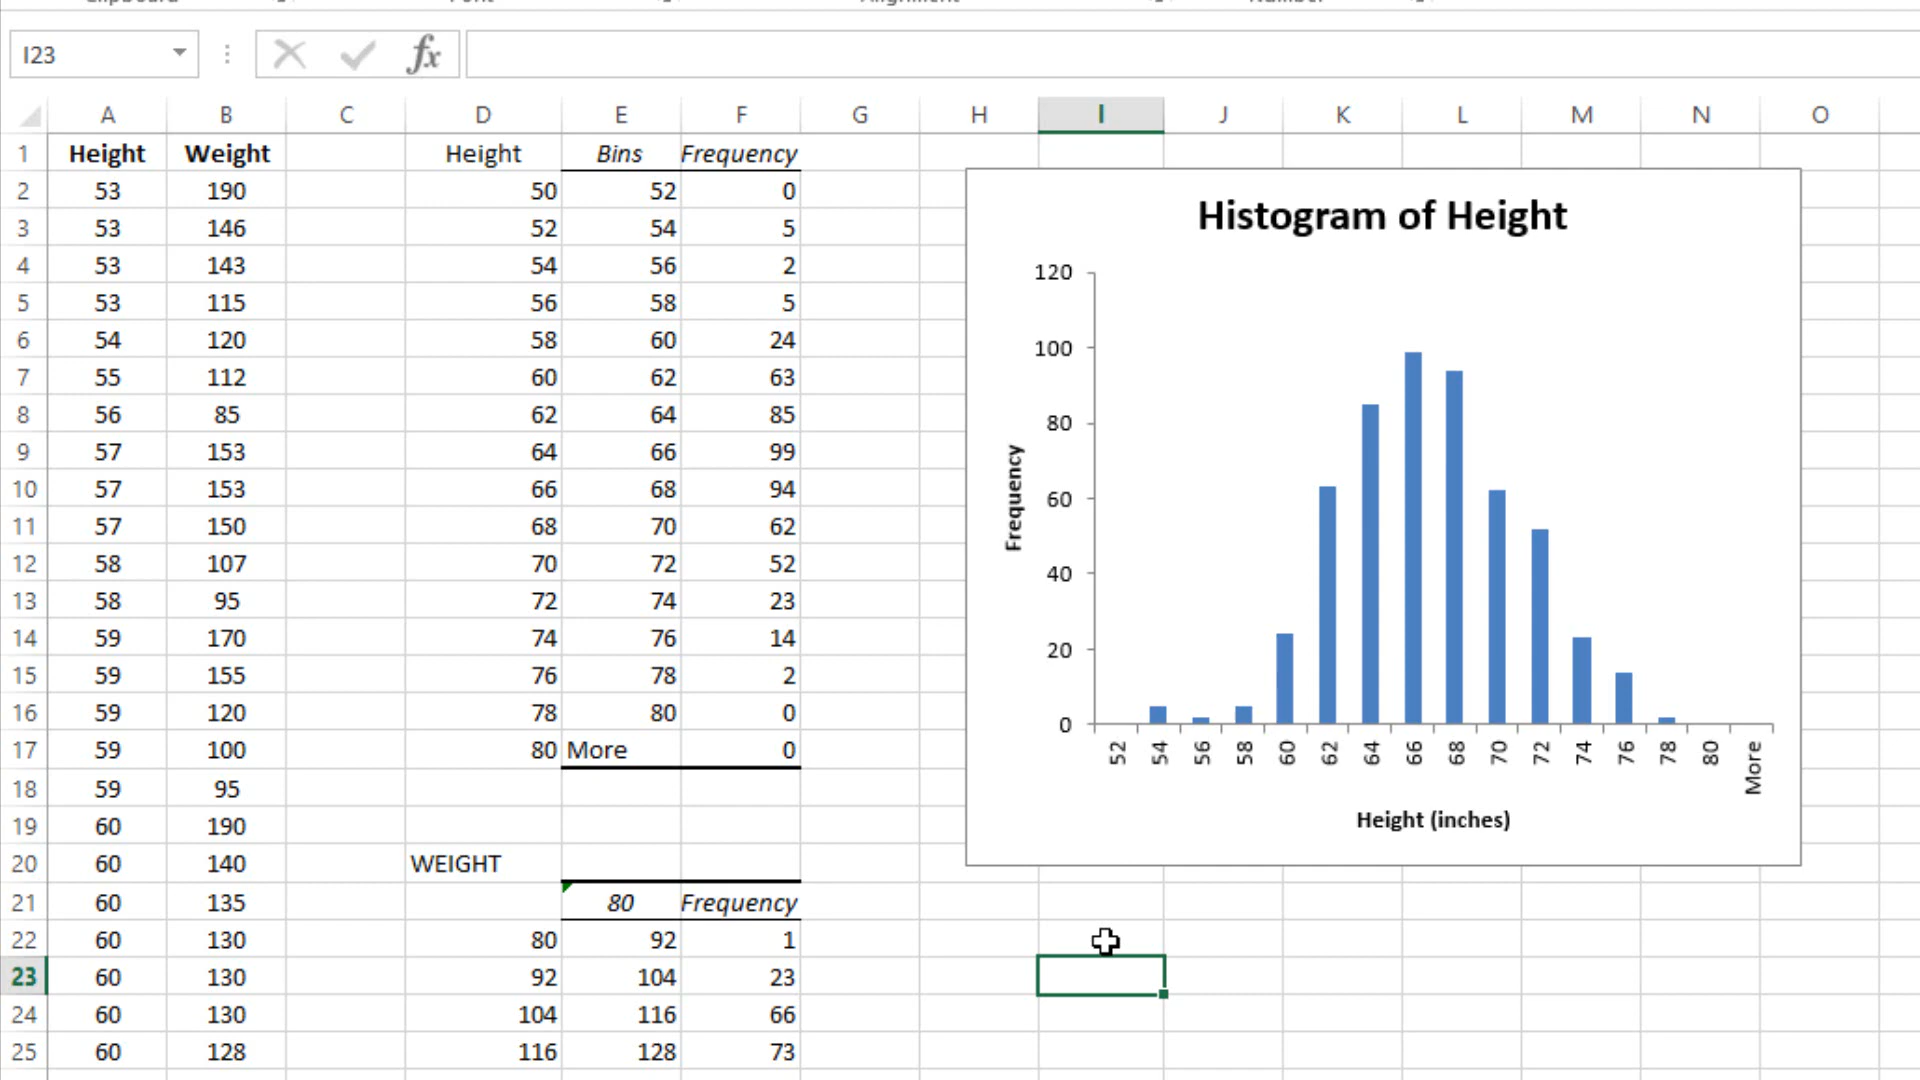 Clipboard Font Alignment Number
I23 fx
A B C D E F G H I J K L M N O
1 Height Weight Height Bins Frequency
2 53 190 50 52 0
3 53 146 52 54 5
4 53 143 54 56 2
5 53 115 56 58 5
6 54 120 58 60 24
7 55 112 60 62 63
8 56 85 62 64 85
9 57 153 64 66 99
10 57 153 66 68 94
11 57 150 68 70 62
12 58 107 70 72 52
13 58 95 72 74 23
14 59 170 74 76 14
15 59 155 76 78 2
16 59 120 78 80 0
17 59 100 80 More 0
18 59 95
19 60 190
20 60 140 WEIGHT
21 60 135 80 Frequency
22 60 130 80 92 1
23 60 130 92 104 23
24 60 130 104 116 66
25 60 128 116 128 73
Histogram of Height
Frequency
120
100
80
60
40
20
0
52 54 56 58 60 62 64 66 68 70 72 74 76 78 80 More
Height (inches)